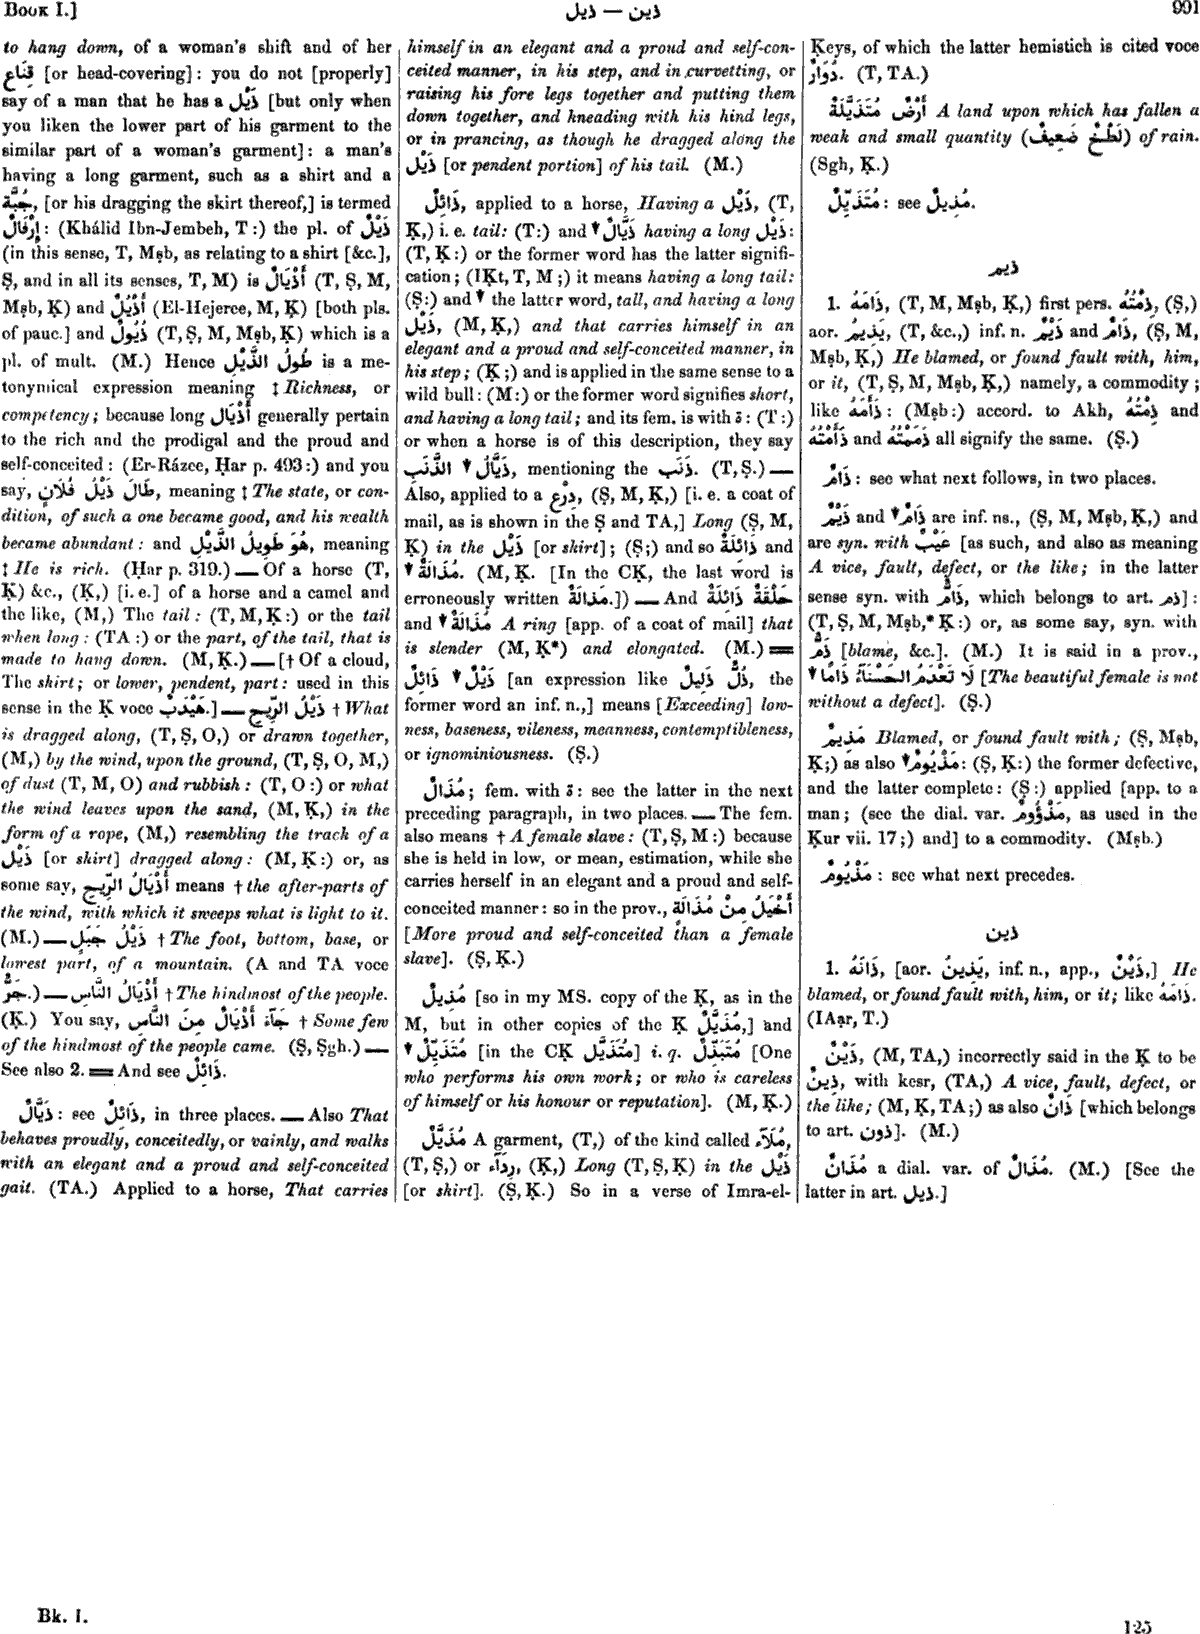 BOOK I.]
ذيل — ذين
991
to hang down, of a woman's shift and of her
قِنَاع [or head-covering]: you do not [properly]
say of a man that he has a ذَيْل [but only when
you liken the lower part of his garment to the
similar part of a woman's garment]: a man's
having a long garment, such as a shirt and a
جُبَّة, [or his dragging the skirt thereof,] is termed
إِرْفَالٌ: (Khálid Ibn-Jembeh, T:) the pl. of ذَيْلٌ
(in this sense, T, Mṣb, as relating to a shirt [&c.],
Ṣ, and in all its senses, T, M) is أَذْيَالٌ (T, Ṣ, M,
Mṣb, Ḳ) and أَذْيُلٌ (El-Hejeree, M, Ḳ) [both pls.
of pauc.] and ذُيُولٌ (T, Ṣ, M, Mṣb, Ḳ) which is a
pl. of mult. (M.) Hence طُولُ الذَّيْلِ is a me-
tonymical expression meaning ‡ Richness, or
competency; because long أَذْيَال generally pertain
to the rich and the prodigal and the proud and
self-conceited: (Er-Rázee, Ḥar p. 493:) and you
say, طَالَ ذَيْلُ فُلَانٍ, meaning ‡ The state, or con-
dition, of such a one became good, and his wealth
became abundant: and هُوَ طَوِيلُ الذَّيْلِ, meaning
‡ He is rich. (Ḥar p. 319.) — Of a horse (T,
Ḳ) &c., (Ḳ,) [i. e.] of a horse and a camel and
the like, (M,) The tail: (T, M, Ḳ:) or the tail
when long: (TA:) or the part, of the tail, that is
made to hang down. (M, Ḳ.) — [† Of a cloud,
The skirt; or lower, pendent, part: used in this
sense in the Ḳ voce هَيْدَبٌ.] — ذَيْلُ الرِّيحِ † What
is dragged along, (T, Ṣ, O,) or drawn together,
(M,) by the wind, upon the ground, (T, Ṣ, O, M,)
of dust (T, M, O) and rubbish: (T, O:) or what
the wind leaves upon the sand, (M, Ḳ,) in the
form of a rope, (M,) resembling the track of a
ذَيْل [or skirt] dragged along: (M, Ḳ:) or, as
some say, أَذْيَالُ الرِّيحِ means † the after-parts of
the wind, with which it sweeps what is light to it.
(M.) — ذَيْلُ جَبَلٍ † The foot, bottom, base, or
lowest part, of a mountain. (A and TA voce
جَرٌّ.) — أَذْيَالُ النَّاسِ † The hindmost of the people.
(Ḳ.) You say, جَآءَ أَذْيَالٌ مِنَ النَّاسِ † Some few
of the hindmost of the people came. (Ṣ, Ṣgh.) —
See also 2. = And see ذَائِلٌ.
ذَيَّالٌ: see ذَائِلٌ, in three places. — Also That
behaves proudly, conceitedly, or vainly, and walks
with an elegant and a proud and self-conceited
gait. (TA.) Applied to a horse, That carries
himself in an elegant and a proud and self-con-
ceited manner, in his step, and in curvetting, or
raising his fore legs together and putting them
down together, and kneading with his hind legs,
or in prancing, as though he dragged along the
ذَيْل [or pendent portion] of his tail. (M.)
ذَائِلٌ, applied to a horse, Having a ذَيْل, (T,
Ḳ,) i. e. tail: (T:) and ▼ ذَيَّالٌ having a long ذَيْل:
(T, Ḳ:) or the former word has the latter signifi-
cation; (IḲt, T, M;) it means having a long tail:
(Ṣ:) and ▼ the latter word, tall, and having a long
ذَيْل, (M, Ḳ,) and that carries himself in an
elegant and a proud and self-conceited manner, in
his step; (Ḳ;) and is applied in the same sense to a
wild bull: (M:) or the former word signifies short,
and having a long tail; and its fem. is with ة: (T:)
or when a horse is of this description, they say
ذَيَّالُ ▼ الذَّنَبِ, mentioning the ذَنَب. (T, Ṣ.) —
Also, applied to a دِرْع, (Ṣ, M, Ḳ,) [i. e. a coat of
mail, as is shown in the Ṣ and TA,] Long (Ṣ, M,
Ḳ) in the ذَيْل [or skirt]; (Ṣ;) and so ذَائِلَةٌ and
▼ مُذَالَةٌ. (M, Ḳ. [In the CḲ, the last word is
erroneously written مَذالَةٌ.]) — And حَلْقَةٌ ذَائِلَةٌ
and ▼ مُذَالَةٌ A ring [app. of a coat of mail] that
is slender (M, Ḳ*) and elongated. (M.) =
ذَيْلٌ ▼ ذَائِلٌ [an expression like ذُلٌّ ذَلِيلٌ, the
former word an inf. n.,] means [Exceeding] low-
ness, baseness, vileness, meanness, contemptibleness,
or ignominiousness. (Ṣ.)
مُذَالٌ; fem. with ة: see the latter in the next
preceding paragraph, in two places. — The fem.
also means † A female slave: (T, Ṣ, M:) because
she is held in low, or mean, estimation, while she
carries herself in an elegant and a proud and self-
conceited manner: so in the prov., أَخْيَلُ مِنْ مُذَالَةٍ
[More proud and self-conceited than a female
slave]. (Ṣ, Ḳ.)
مُذِيلٌ [so in my MS. copy of the Ḳ, as in the
M, but in other copies of the Ḳ مُذَيَّلٌ,] and
▼ مُتَذَيِّلٌ [in the CḲ مُتَذَيَّل] i. q. مُتَبَذِّلٌ [One
who performs his own work; or who is careless
of himself or his honour or reputation]. (M, Ḳ.)
مُذَيَّلٌ A garment, (T,) of the kind called مُلَآء,
(T, Ṣ,) or رِدَآء, (Ḳ,) Long (T, Ṣ, Ḳ) in the ذَيْل
[or skirt]. (Ṣ, Ḳ.) So in a verse of Imra-el-
Ḳeys, of which the latter hemistich is cited voce
دُوَارٌ. (T, TA.)
أَرْضٌ مُتَذَيِّلَةٌ A land upon which has fallen a
weak and small quantity (لَطْخٌ ضَعِيفٌ) of rain.
(Sgh, Ḳ.)
مُتَذَيِّلٌ: see مُذِيلٌ.
ذيم
1. ذَامَهُ, (T, M, Mṣb, Ḳ,) first pers. ذِمْتُهُ, (Ṣ,)
aor. يَذِيمُ, (T, &c.,) inf. n. ذَيْمٌ and ذَامٌ, (Ṣ, M,
Mṣb, Ḳ,) He blamed, or found fault with, him,
or it, (T, Ṣ, M, Mṣb, Ḳ,) namely, a commodity;
like ذَأَمَهُ: (Mṣb:) accord. to Akh, ذِمْتُهُ and
ذَأَمْتُهُ and ذَمَمْتُهُ all signify the same. (Ṣ.)
ذَامٌ: see what next follows, in two places.
ذَيْمٌ and ▼ ذَامٌ are inf. ns., (Ṣ, M, Mṣb, Ḳ,) and
are syn. with عَيْبٌ [as such, and also as meaning
A vice, fault, defect, or the like; in the latter
sense syn. with ذَامٌّ, which belongs to art. ذم]:
(T, Ṣ, M, Mṣb,* Ḳ:) or, as some say, syn. with
ذَمٌّ [blame, &c.]. (M.) It is said in a prov.,
▼ لَا تَعْدَمُ الحَسْنَآءُ ذَامًا [The beautiful female is not
without a defect]. (Ṣ.)
مَذِيمٌ Blamed, or found fault with; (Ṣ, Mṣb,
Ḳ;) as also ▼ مَذْيُومٌ: (Ṣ, Ḳ:) the former defective,
and the latter complete: (Ṣ:) applied [app. to a
man; (see the dial. var. مَذْؤُومٌ, as used in the
Ḳur vii. 17;) and] to a commodity. (Mṣb.)
مَذْيُومٌ: see what next precedes.
ذين
1. ذَانَهُ, [aor. يَذِينُ, inf. n., app., ذَيْنٌ,] He
blamed, or found fault with, him, or it; like ذَامَهُ.
(IAạr, T.)
ذَيْنٌ, (M, TA,) incorrectly said in the Ḳ to be
ذِينٌ, with kesr, (TA,) A vice, fault, defect, or
the like; (M, Ḳ, TA;) as also ذَانٌ [which belongs
to art. ذون]. (M.)
مُذَانٌ a dial. var. of مُذَالٌ. (M.) [See the
latter in art. ذيل.]
Bk. I.
125